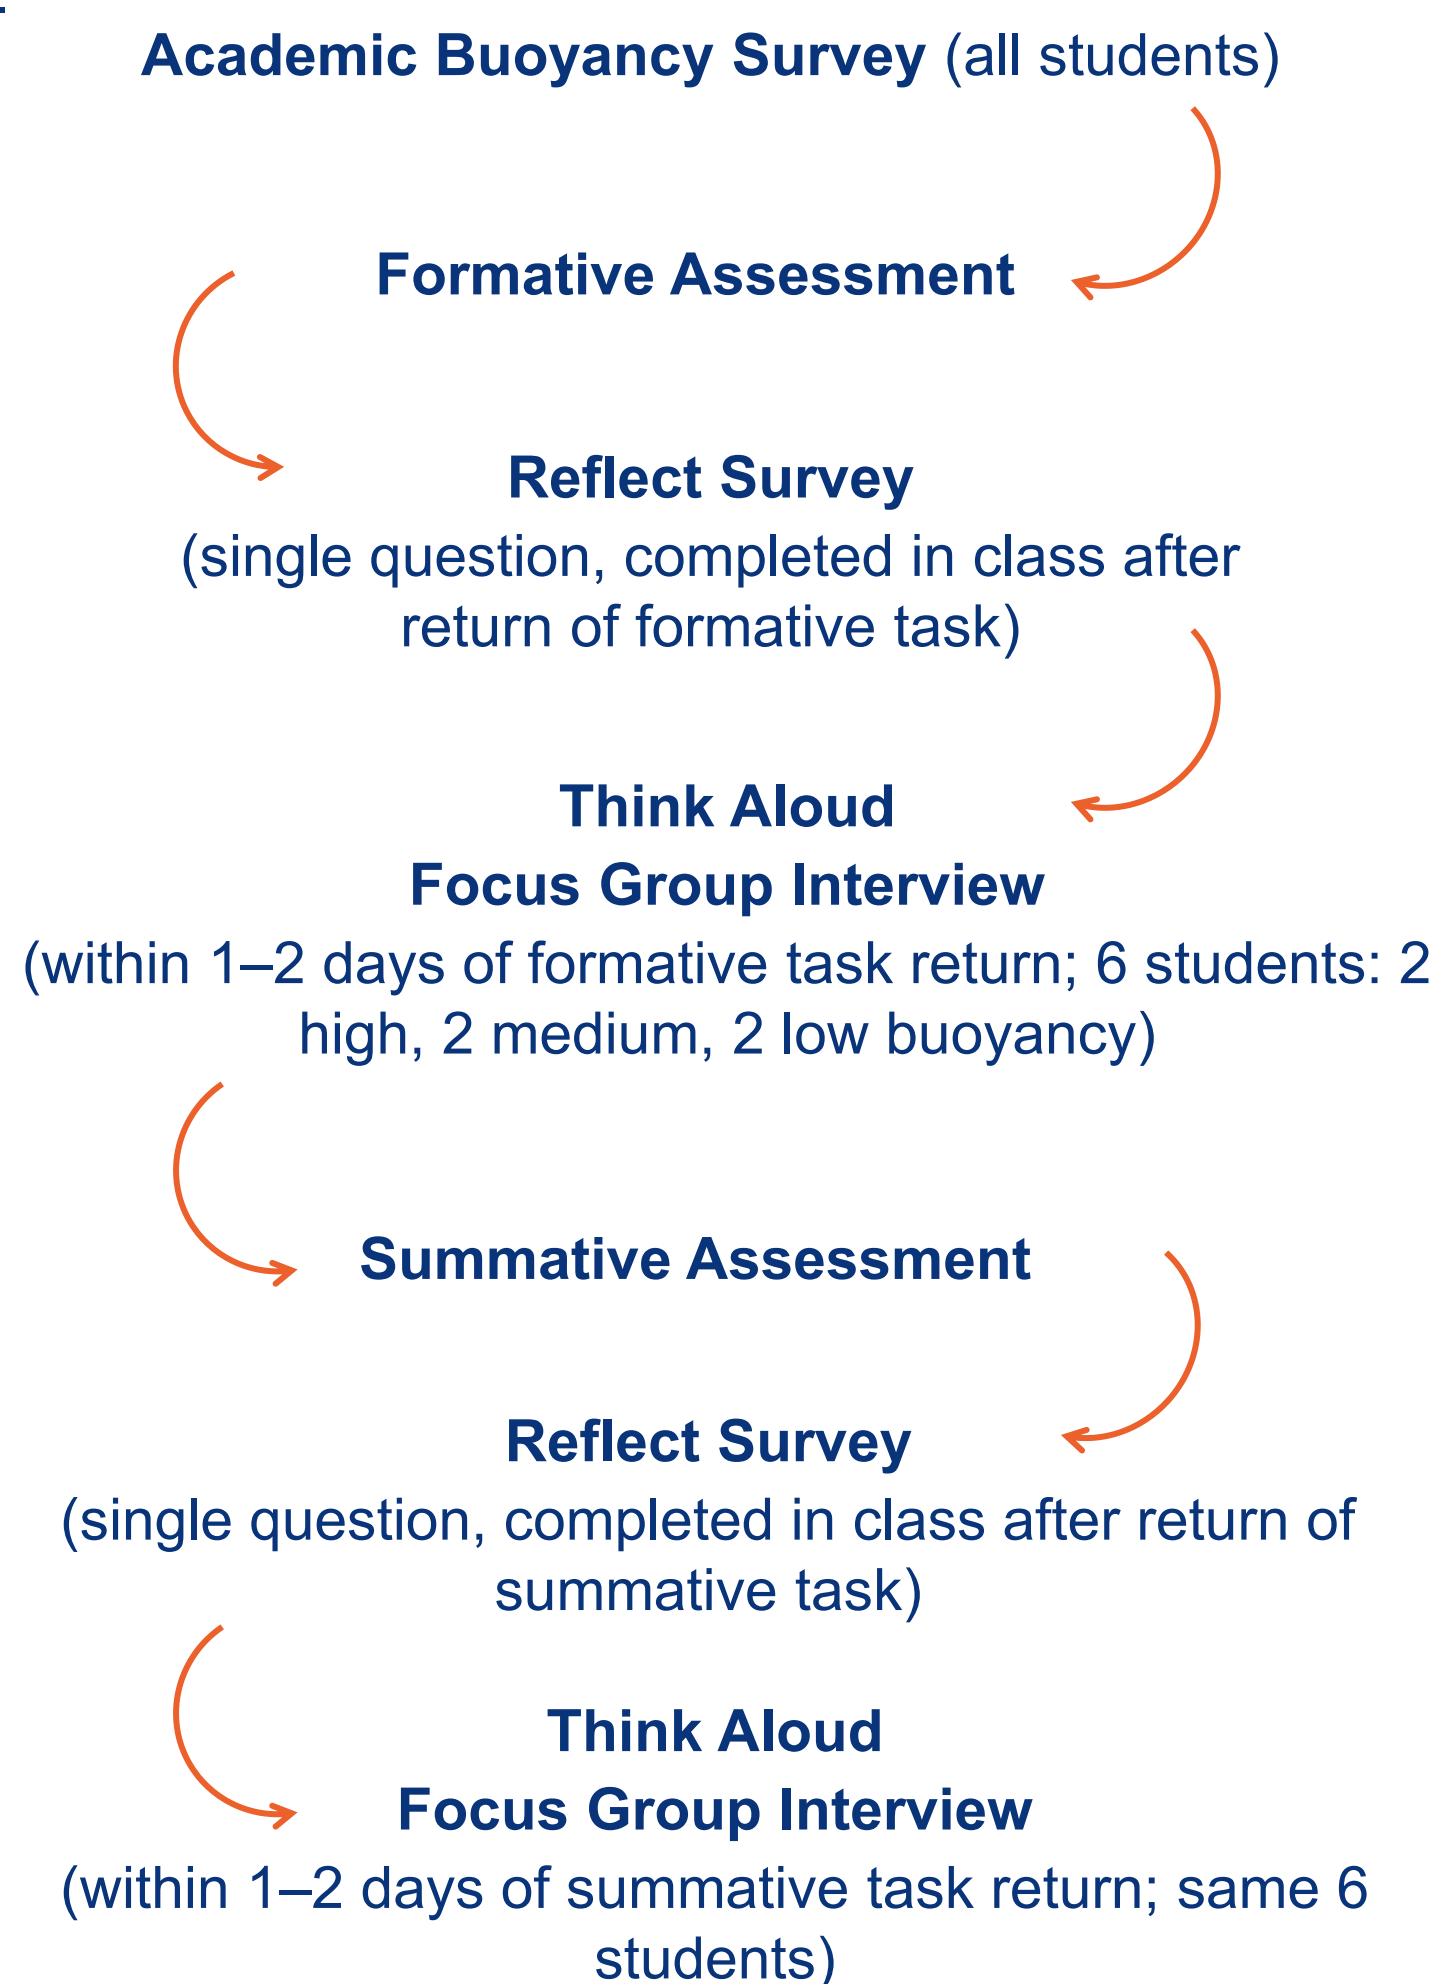 Academic Buoyancy Survey (all students)
Formative Assessment
Reflect Survey
(single question, completed in class after
return of formative task)
Think Aloud
Focus Group Interview
(within 1–2 days of formative task return; 6 students: 2
high, 2 medium, 2 low buoyancy)
Summative Assessment
Reflect Survey
(single question, completed in class after return of
summative task)
Think Aloud
Focus Group Interview
(within 1–2 days of summative task return; same 6
students)